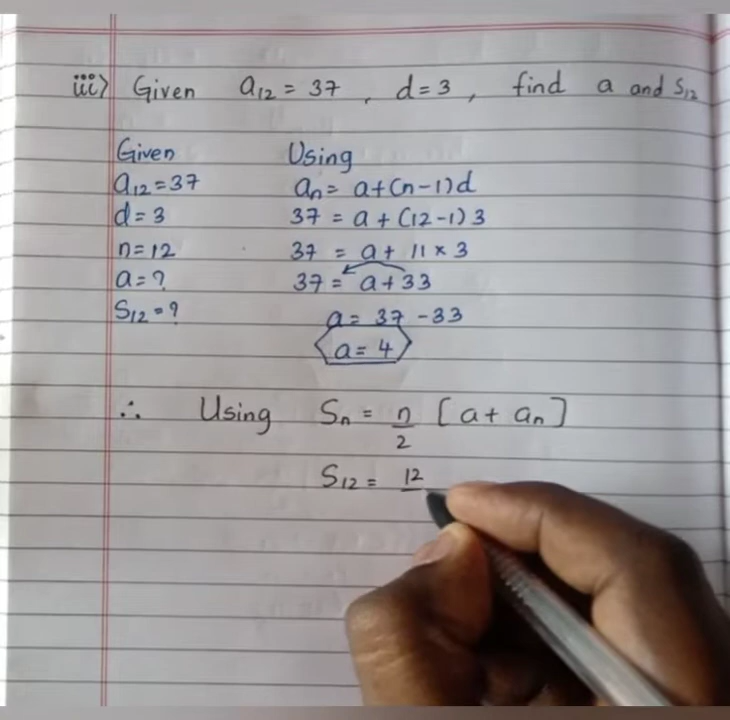 iii) Given a12 = 37 , d = 3 , find a and S12
Given Using
a12 = 37 an = a+(n-1)d
d = 3 37 = a + (12-1) 3
n = 12 37 = a + 11 × 3
a = ? 37 = a + 33
S12 = ? a = 37 - 33
a = 4
∴ Using Sn = n/2 [a + an]
S12 = 12